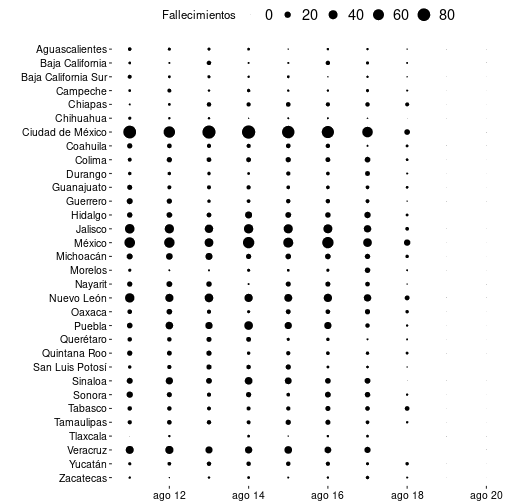 Fallecimientos 0 20 40 60 80
Aguascalientes
Baja California
Baja California Sur
Campeche
Chiapas
Chihuahua
Ciudad de México
Coahuila
Colima
Durango
Guanajuato
Guerrero
Hidalgo
Jalisco
México
Michoacán
Morelos
Nayarit
Nuevo León
Oaxaca
Puebla
Querétaro
Quintana Roo
San Luis Potosí
Sinaloa
Sonora
Tabasco
Tamaulipas
Tlaxcala
Veracruz
Yucatán
Zacatecas
ago 12 ago 14 ago 16 ago 18 ago 20